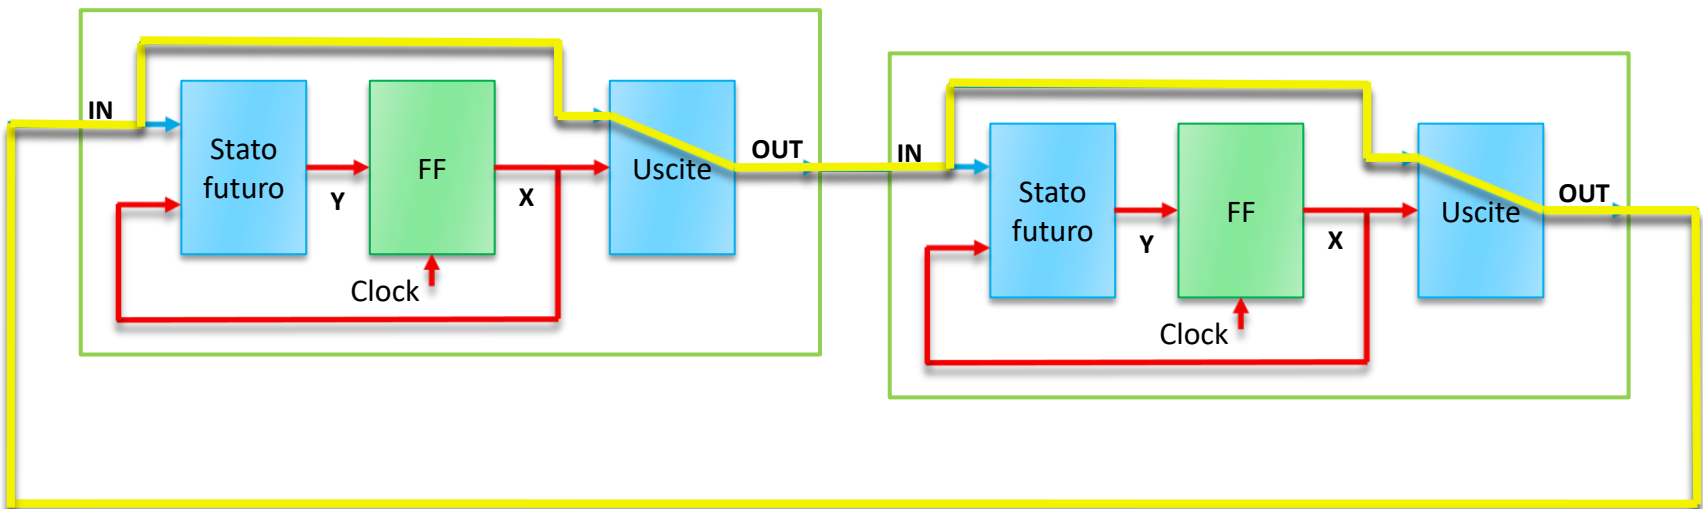 IN
Stato
futuro
Y
FF
Clock
X
Uscite
OUT
IN
Stato
futuro
Y
FF
Clock
X
Uscite
OUT